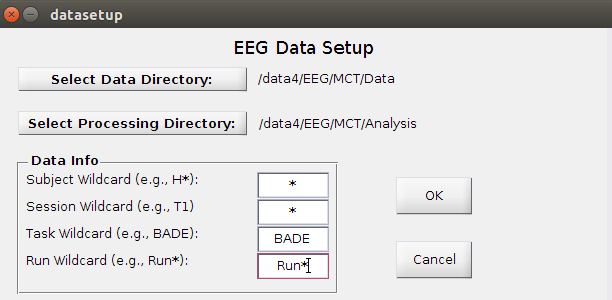 datasetup
EEG Data Setup
Select Data Directory: /data4/EEG/MCT/Data
Select Processing Directory: /data4/EEG/MCT/Analysis
Data Info
Subject Wildcard (e.g., H*): *
Session Wildcard (e.g., T1) *
Task Wildcard (e.g., BADE): BADE
Run Wildcard (e.g., Run*): Run*
OK
Cancel